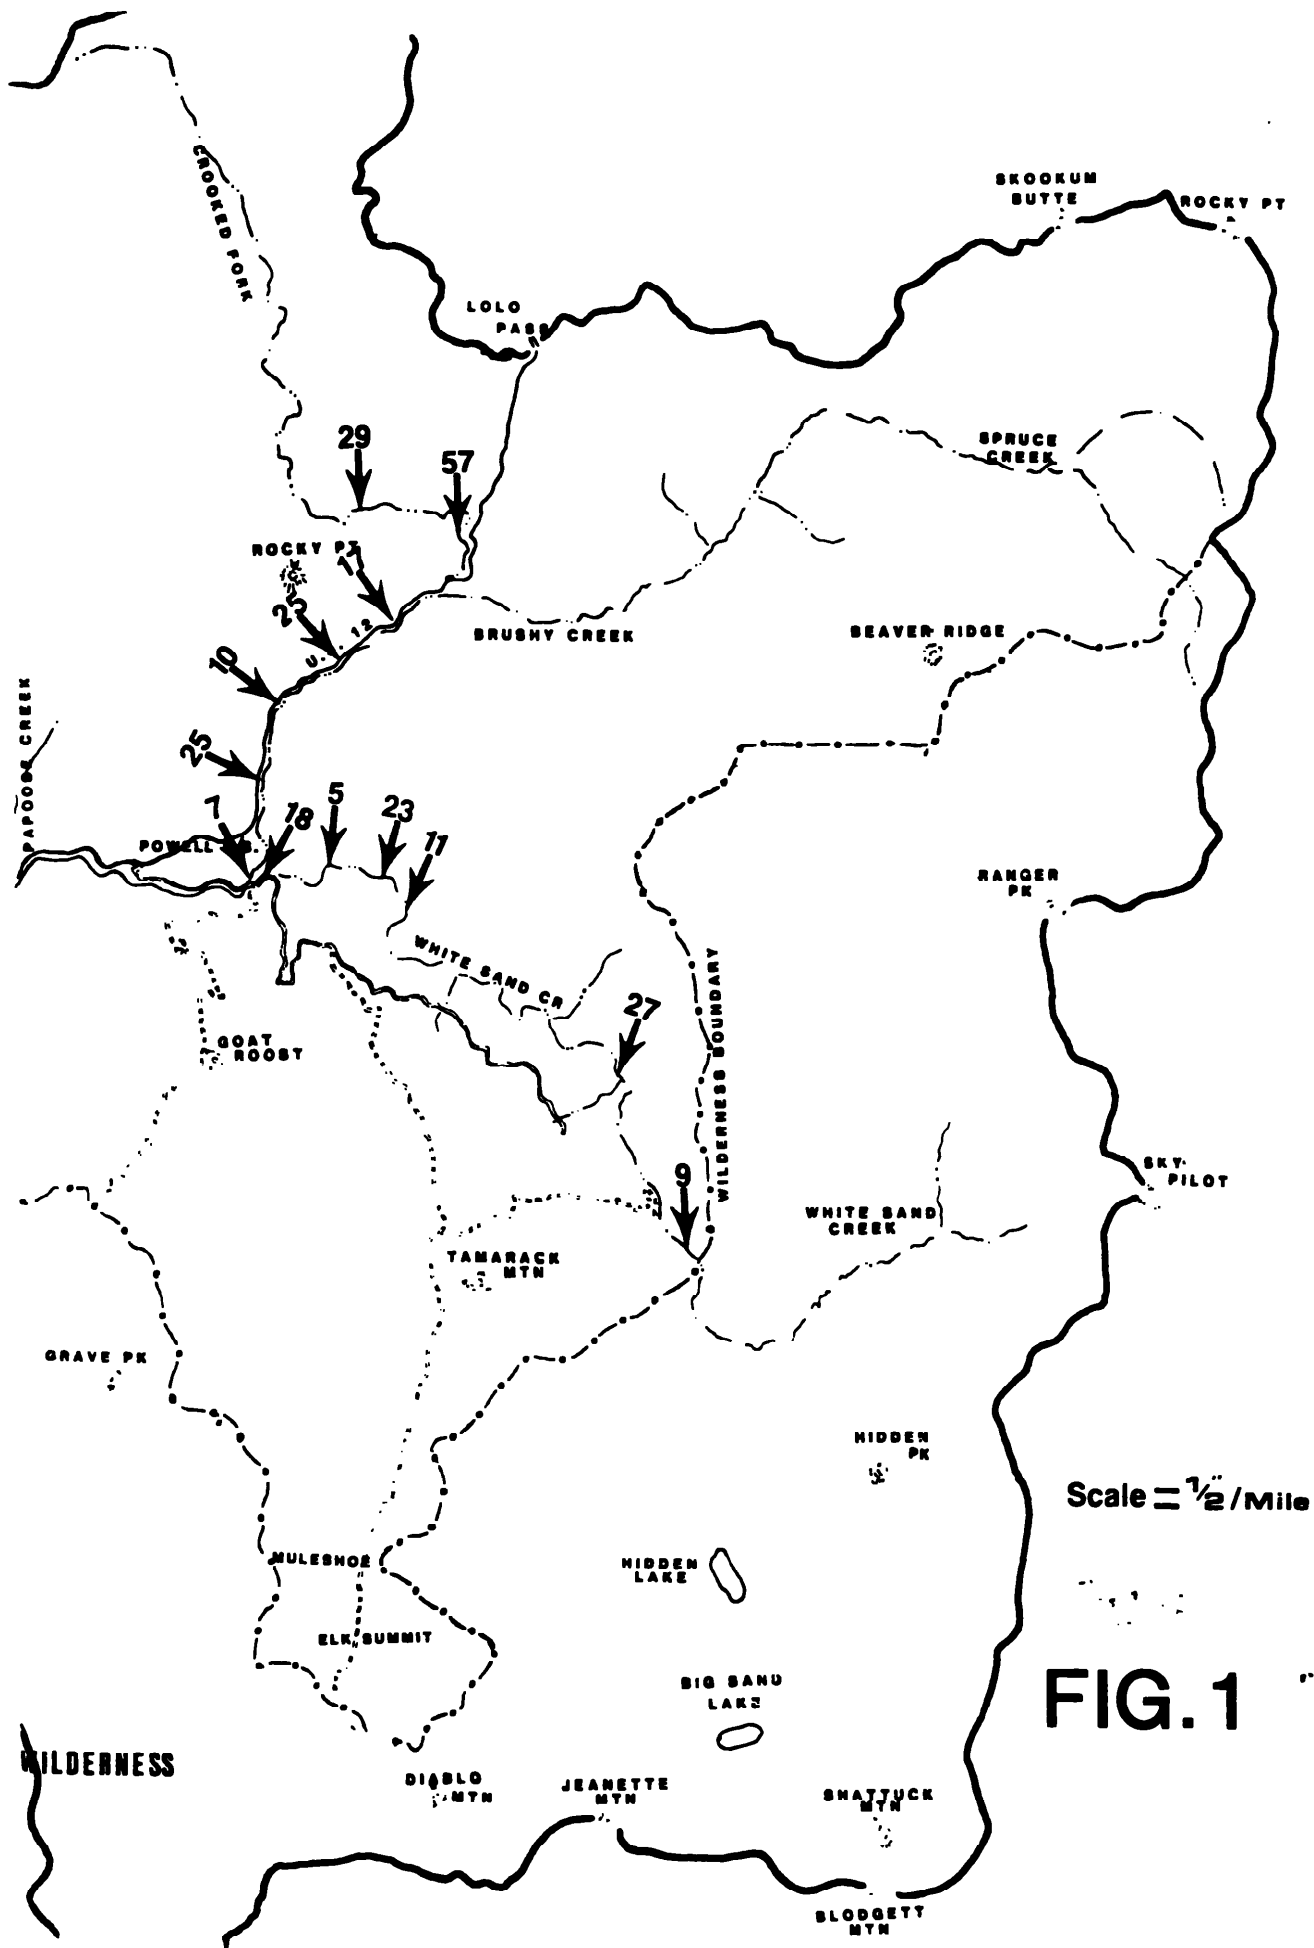 CROOKED FORK
SKOOKUM
BUTTE
ROCKY PT
LOLO
PASS
29
57
SPRUCE
CREEK
ROCKY PT
23
U. . 12
BRUSHY CREEK
BEAVER RIDGE
10
PAPOOSE CREEK
25
7
18
5
23
11
POWELL
RANGER
PK
WHITE SAND CR
27
WILDERNESS BOUNDARY
GOAT
ROOST
9
SKY
PILOT
WHITE SAND
CREEK
TAMARACK
MTN
GRAVE PK
HIDDEN
PK
Scale = 1/2"/Mile
MULESHOE
HIDDEN
LAKE
ELK SUMMIT
BIG SAND
LAKE
FIG. 1
WILDERNESS
DIABLO
MTN
JEANETTE
MTN
SHATTUCK
MTN
BLODGETT
MTN